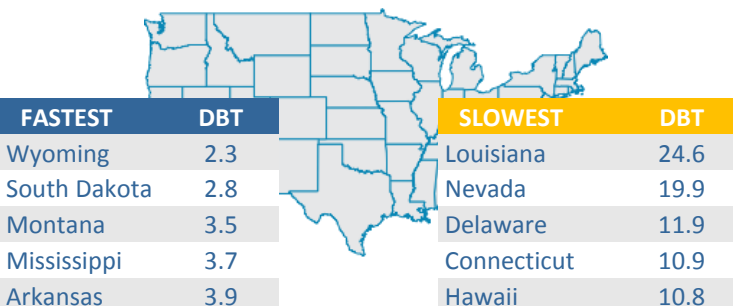 FASTEST DBT
Wyoming 2.3
South Dakota 2.8
Montana 3.5
Mississippi 3.7
Arkansas 3.9
SLOWEST DBT
Louisiana 24.6
Nevada 19.9
Delaware 11.9
Connecticut 10.9
Hawaii 10.8